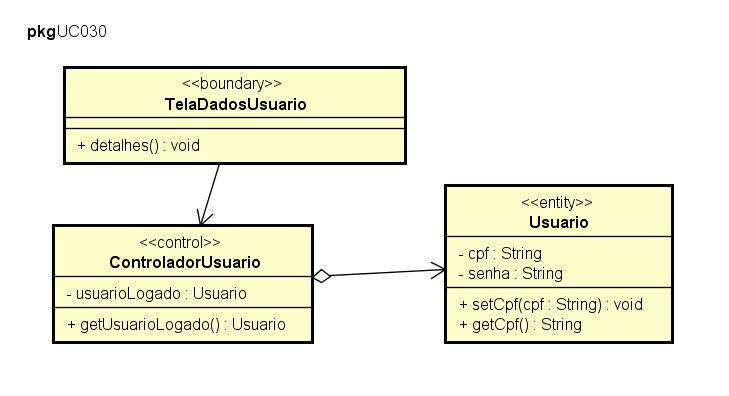 pkgUC030
<<boundary>>
TelaDadosUsuario
+ detalhes() : void
<<control>>
ControladorUsuario
- usuarioLogado : Usuario
+ getUsuarioLogado() : Usuario
<<entity>>
Usuario
- cpf : String
- senha : String
+ setCpf(cpf : String) : void
+ getCpf() : String